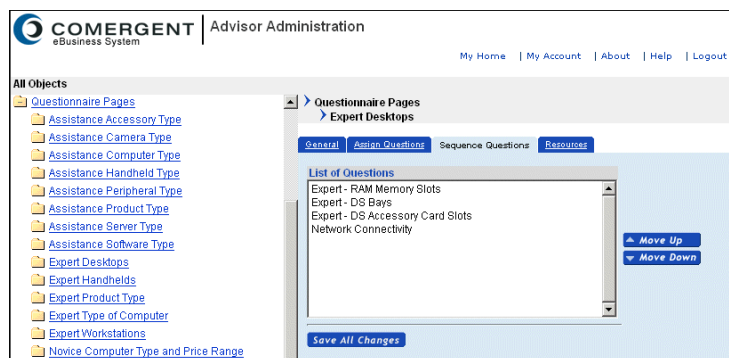 COMERGENT
eBusiness System
Advisor Administration
My Home | My Account | About | Help | Logout
All Objects
Questionnaire Pages
Assistance Accessory Type
Assistance Camera Type
Assistance Computer Type
Assistance Handheld Type
Assistance Peripheral Type
Assistance Product Type
Assistance Server Type
Assistance Software Type
Expert Desktops
Expert Handhelds
Expert Product Type
Expert Type of Computer
Expert Workstations
Novice Computer Type and Price Range
Questionnaire Pages
Expert Desktops
General Assign Questions Sequence Questions Resources
List of Questions
Expert - RAM Memory Slots
Expert - DS Bays
Expert - DS Accessory Card Slots
Network Connectivity
Move Up
Move Down
Save All Changes